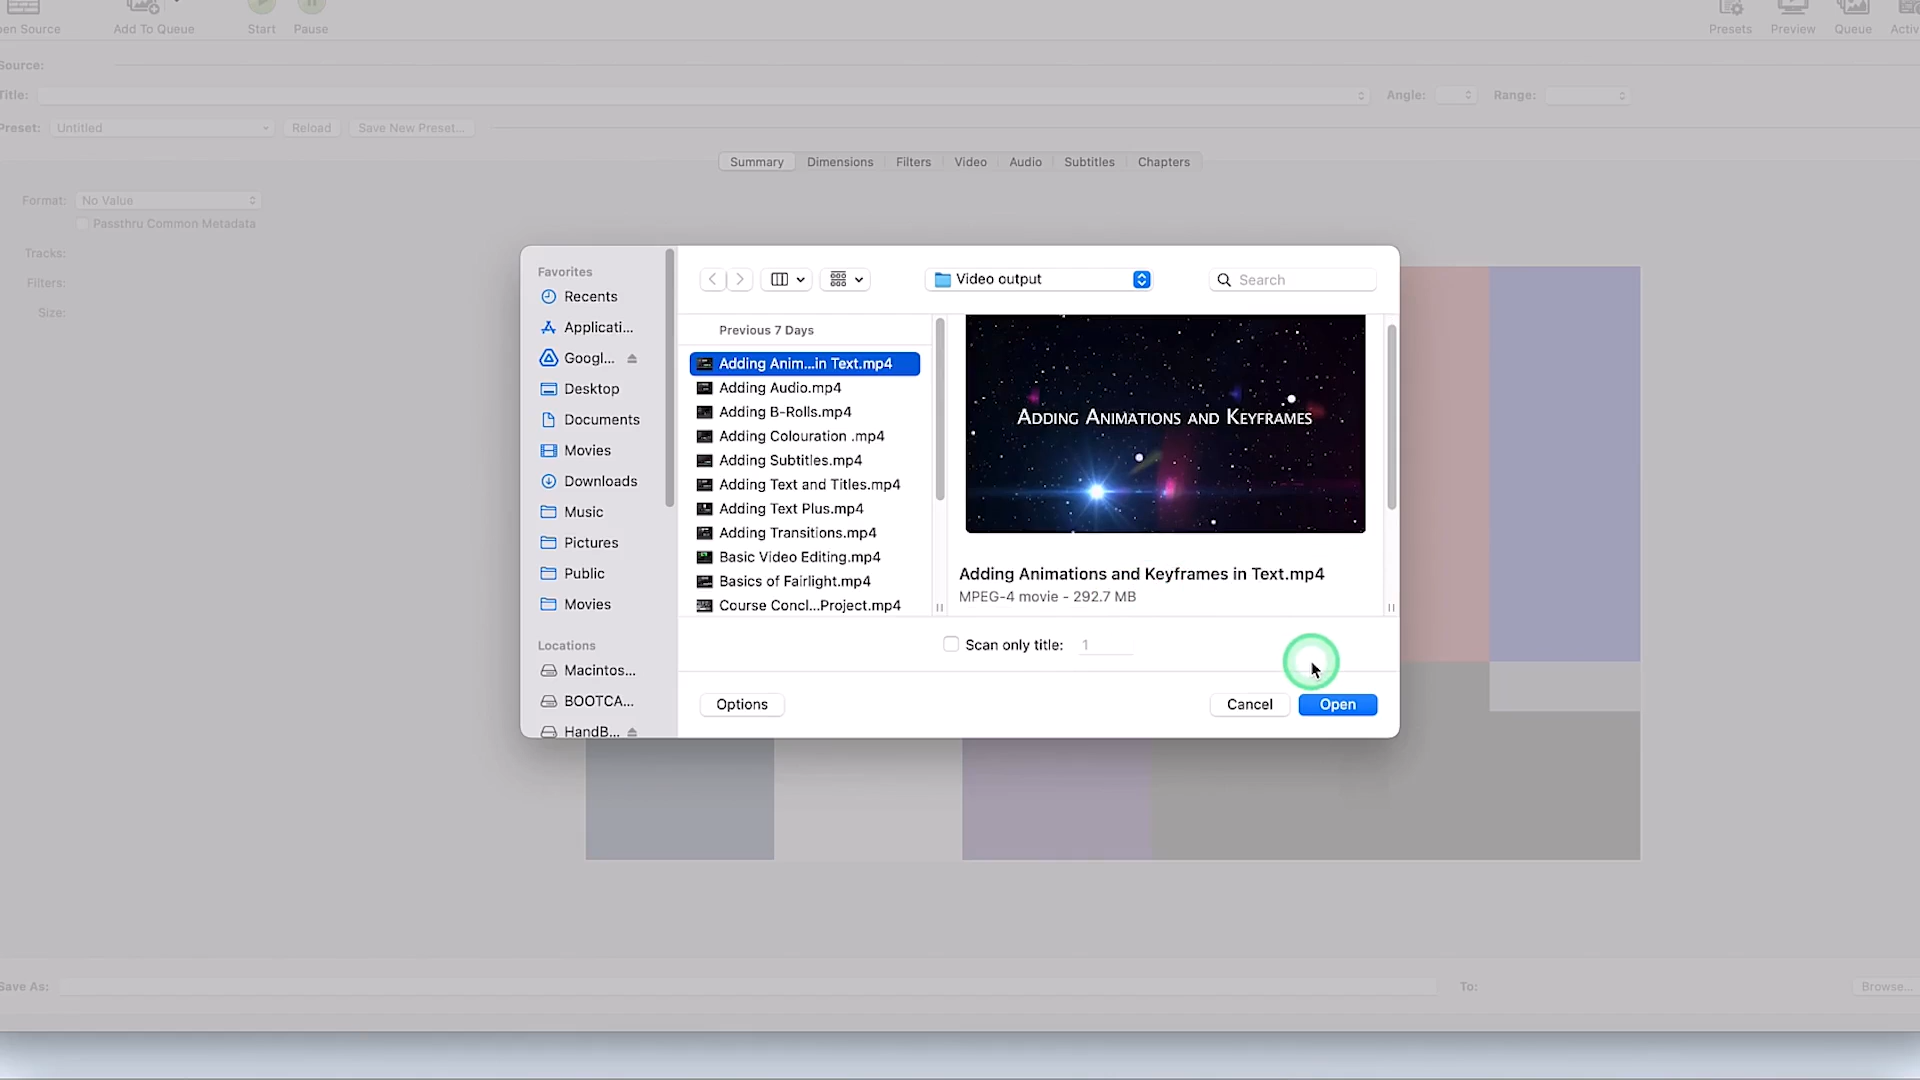 en Source
Add To Queue
Start
Pause
Presets
Preview
Queue
Activ
Source:
Title:
Angle:
Range:
Preset:
Untitled
Reload
Save New Preset...
Summary
Dimensions
Filters
Video
Audio
Subtitles
Chapters
Format:
No Value
Passthru Common Metadata
Tracks:
Filters:
Size:
Favorites
Recents
Applicati...
Googl...
Desktop
Documents
Movies
Downloads
Music
Pictures
Public
Movies
Locations
Macintos...
BOOTCA...
HandB...
Video output
Search
Previous 7 Days
Adding Anim...in Text.mp4
Adding Audio.mp4
Adding B-Rolls.mp4
Adding Colouration .mp4
Adding Subtitles.mp4
Adding Text and Titles.mp4
Adding Text Plus.mp4
Adding Transitions.mp4
Basic Video Editing.mp4
Basics of Fairlight.mp4
Course Concl...Project.mp4
Adding Animations and Keyframes
Adding Animations and Keyframes in Text.mp4
MPEG-4 movie - 292.7 MB
Scan only title:
1
Options
Cancel
Open
Save As:
To:
Browse...